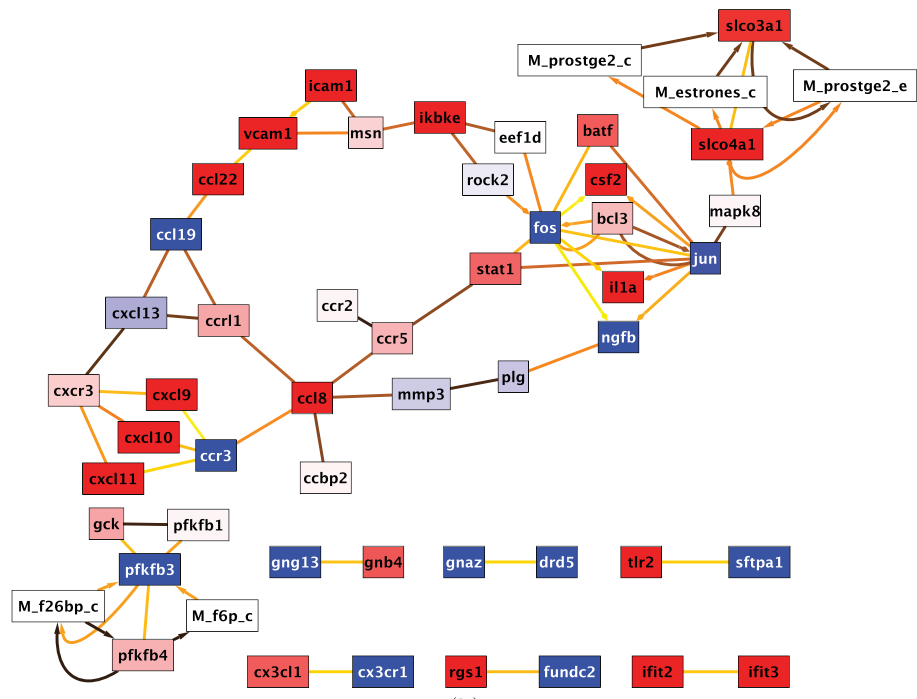 slco3a1
M_prostge2_c
M_estrones_c
M_prostge2_e
icam1
ikbke
vcam1
msn
eef1d
batf
slco4a1
ccl22
rock2
csf2
mapk8
ccl19
fos
bcl3
jun
stat1
il1a
cxcl13
ccrl1
ccr2
ccr5
ngfb
cxcr3
cxcl9
ccl8
mmp3
plg
cxcl10
ccr3
cxcl11
ccbp2
gck
pfkfb1
pfkfb3
gng13
gnb4
gnaz
drd5
tlr2
sftpa1
M_f26bp_c
M_f6p_c
pfkfb4
cx3cl1
cx3cr1
rgs1
fundc2
ifit2
ifit3